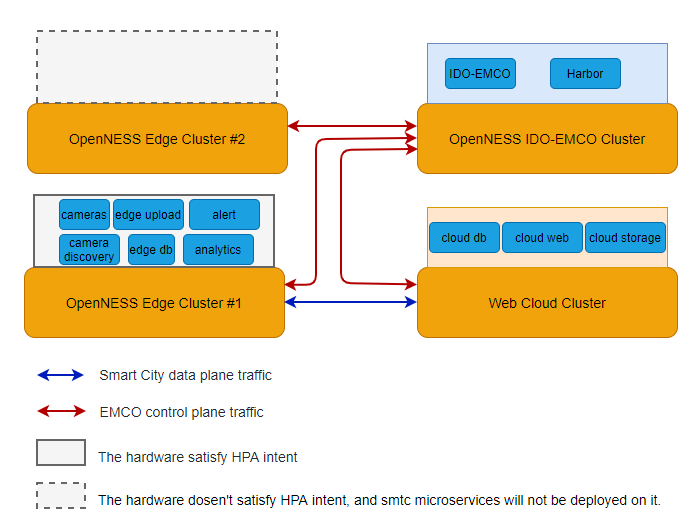 IDO-EMCO
Harbor
OpenNESS Edge Cluster #2
OpenNESS IDO-EMCO Cluster
cameras
edge upload
alert
camera
discovery
edge db
analytics
cloud db
cloud web
cloud storage
OpenNESS Edge Cluster #1
Web Cloud Cluster
Smart City data plane traffic
EMCO control plane traffic
The hardware satisfy HPA intent
The hardware dosen't satisfy HPA intent, and smtc microservices will not be deployed on it.